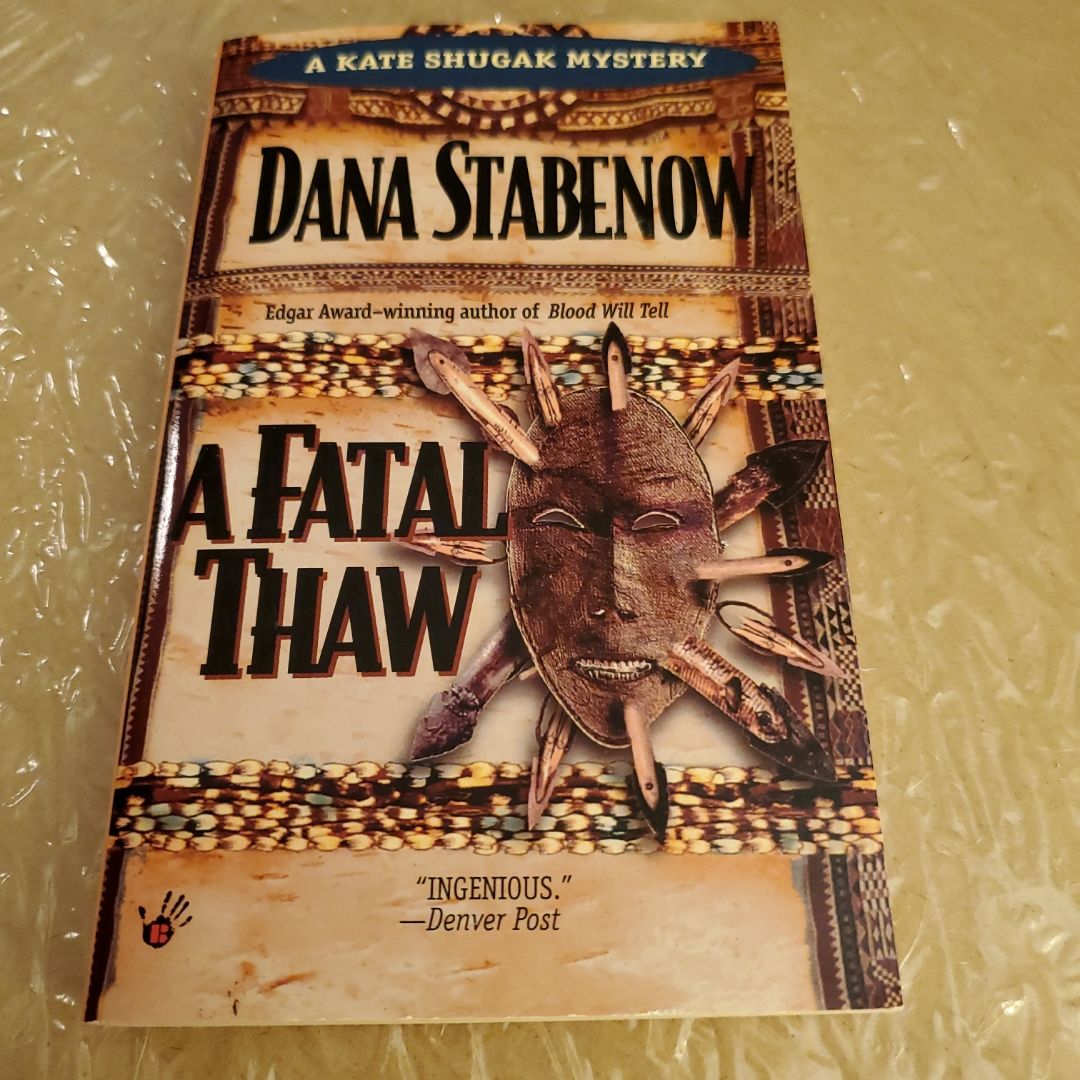 A KATE SHUGAK MYSTERY
DANA STABENOW
Edgar Award–winning author of Blood Will Tell
A FATAL
THAW
"INGENIOUS."
—Denver Post
B